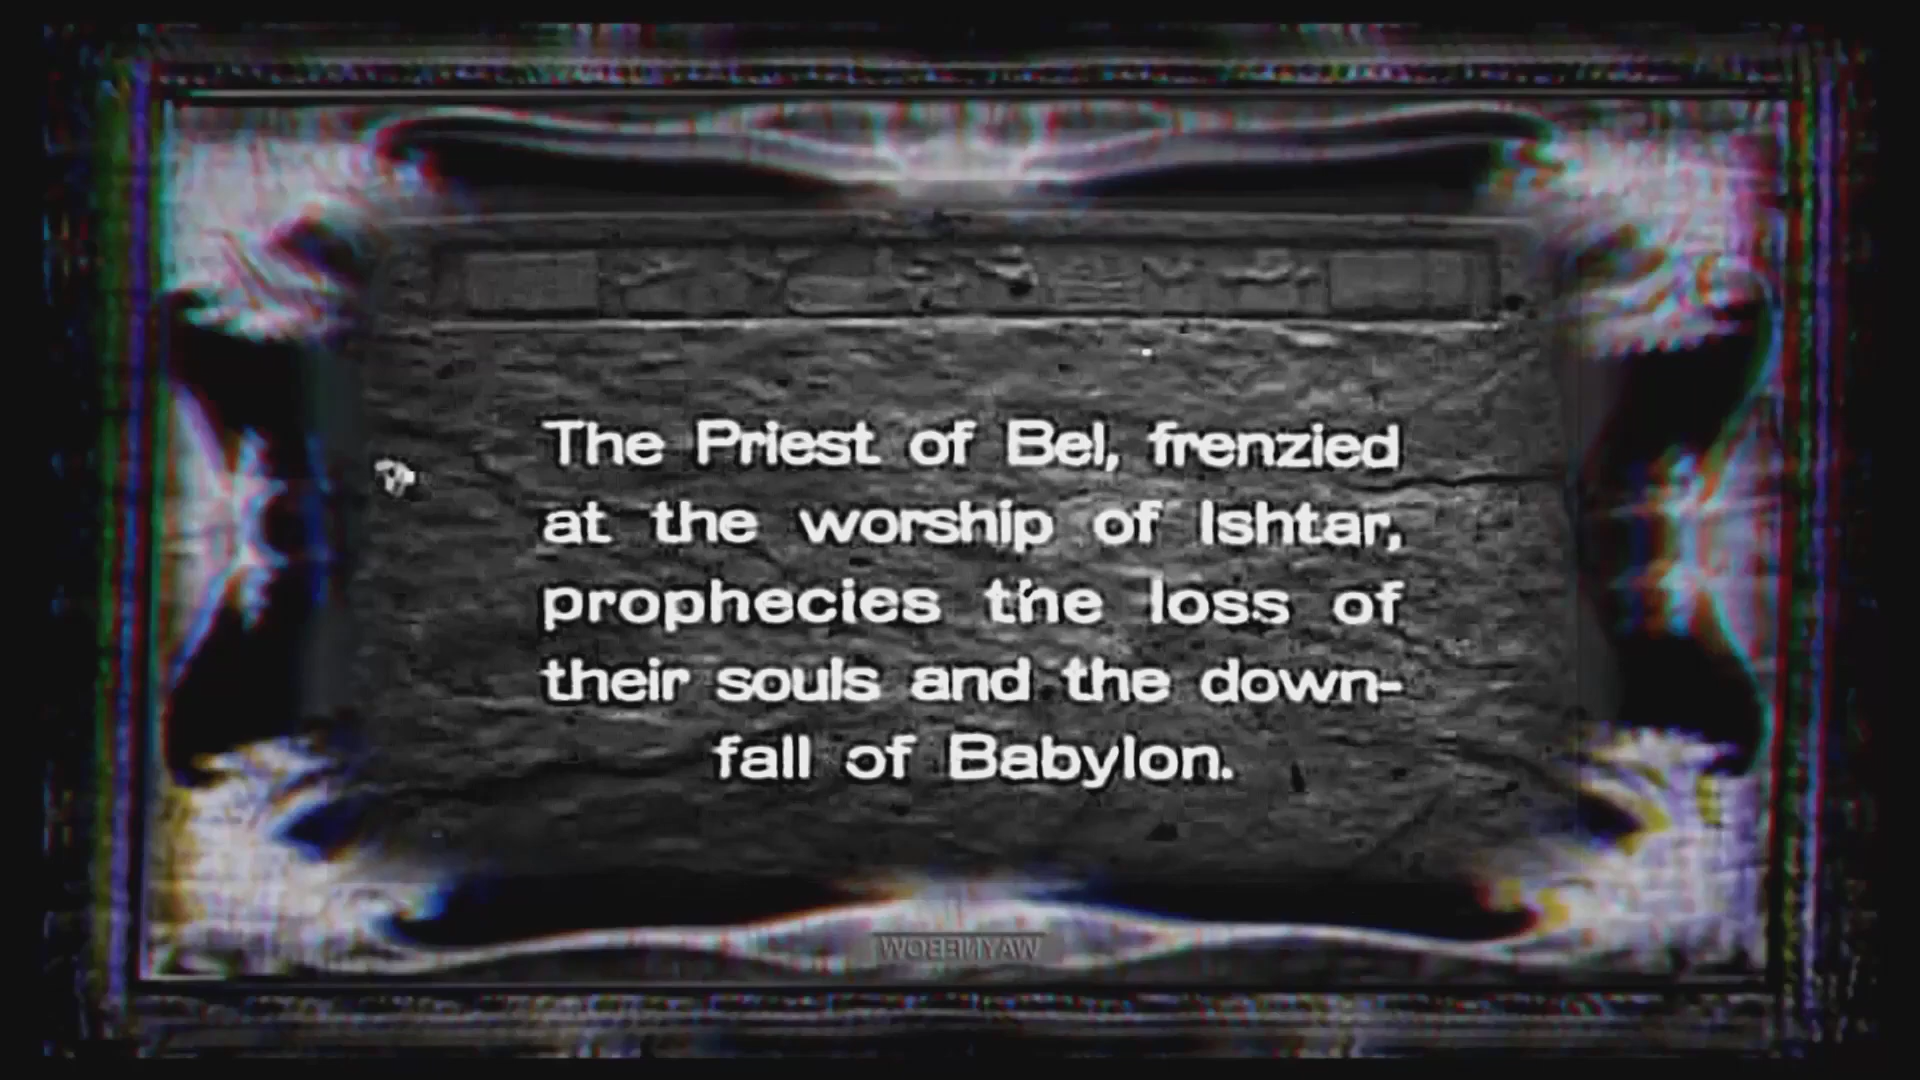 The Priest of Bel, frenzied
at the worship of Ishtar,
prophecies the loss of
their souls and the down-
fall of Babylon.